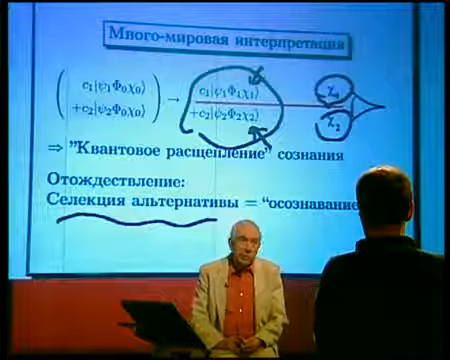 Много-мировая интерпретация
( c₁|ψ₁Φ₀χ₀⟩ ) → c₁|ψ₁Φ₁χ₁⟩ χ₁
( +c₂|ψ₂Φ₀χ₀⟩ ) +c₂|ψ₂Φ₂χ₂⟩ χ₂
⇒ "Квантовое расщепление" сознания
Отождествление:
Селекция альтернативы = "осознавание